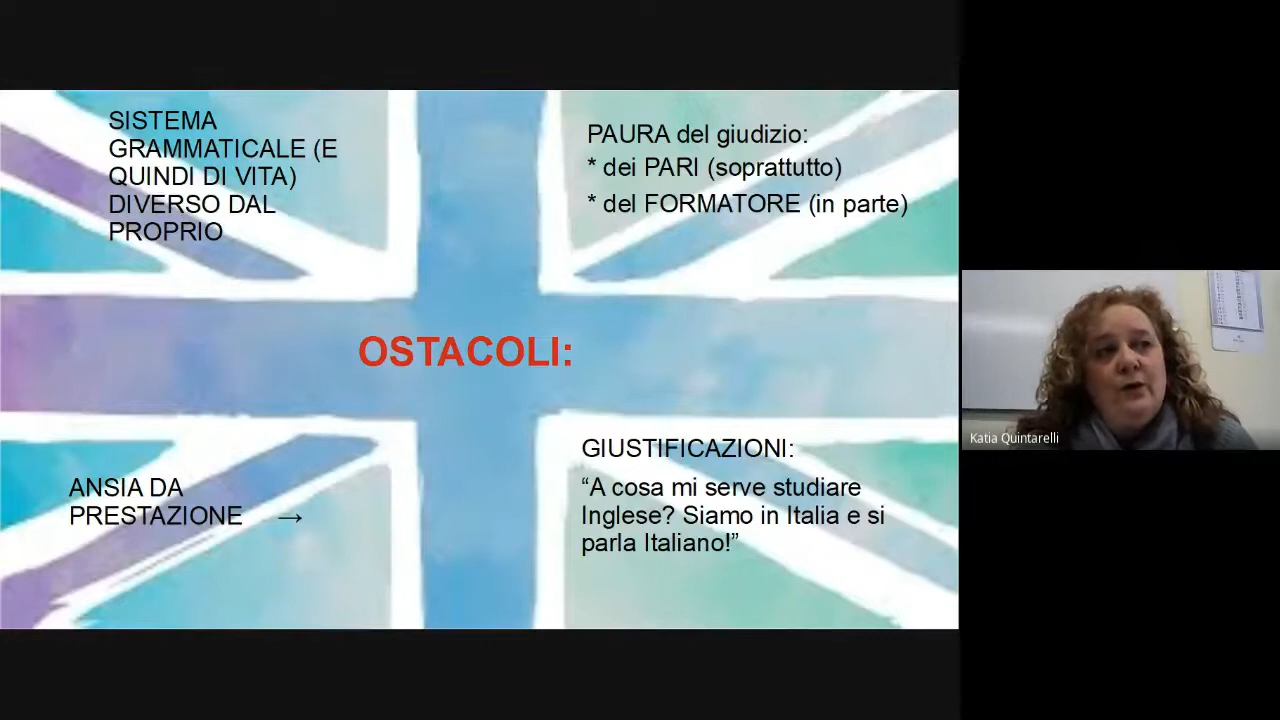 SISTEMA
GRAMMATICALE (E
QUINDI DI VITA)
DIVERSO DAL
PROPRIO
PAURA del giudizio:
* dei PARI (soprattutto)
* del FORMATORE (in parte)
OSTACOLI:
ANSIA DA
PRESTAZIONE →
GIUSTIFICAZIONI:
“A cosa mi serve studiare
Inglese? Siamo in Italia e si
parla Italiano!”
Katia Quintarelli